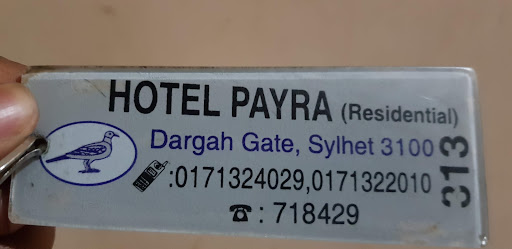 HOTEL PAYRA (Residential)
Dargah Gate, Sylhet 3100
:0171324029,0171322010
: 718429
313